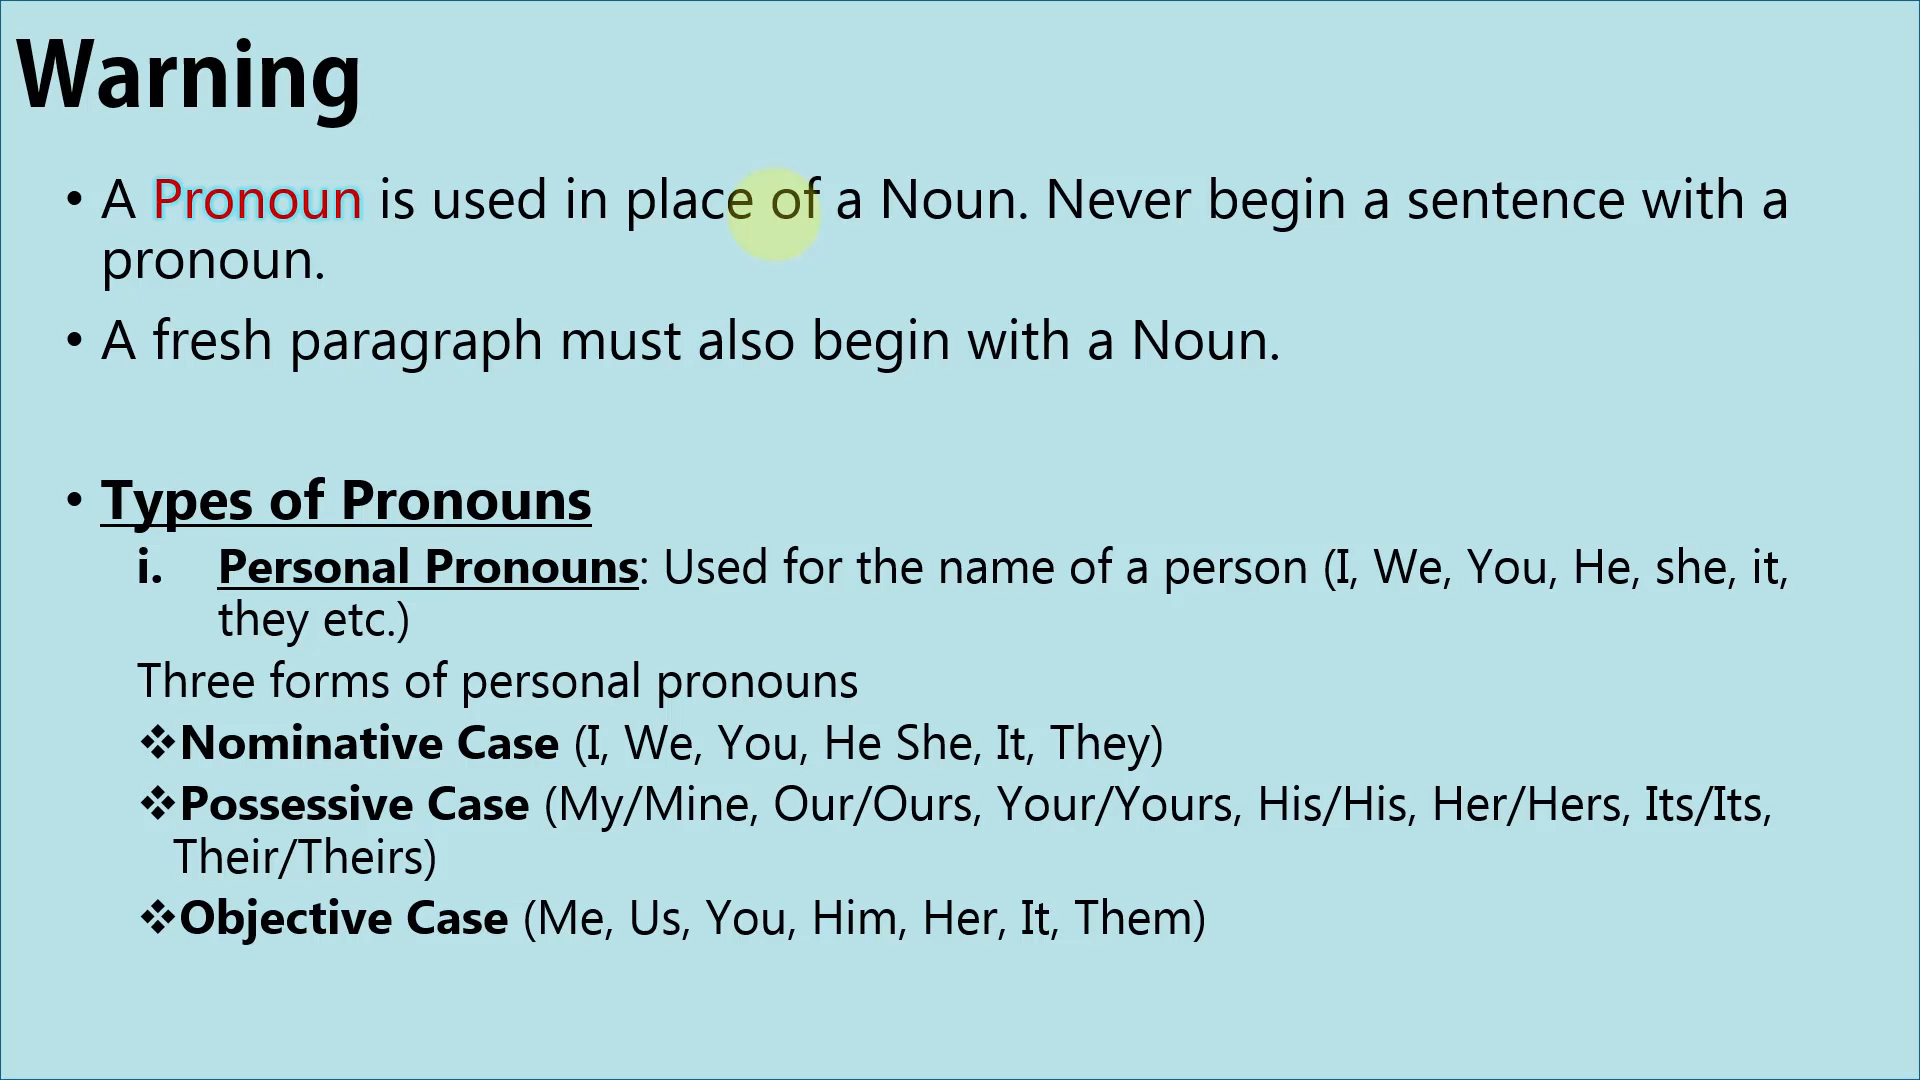 Warning
• A Pronoun is used in place of a Noun. Never begin a sentence with a
pronoun.
• A fresh paragraph must also begin with a Noun.
• Types of Pronouns
i. Personal Pronouns: Used for the name of a person (I, We, You, He, she, it,
they etc.)
Three forms of personal pronouns
❖Nominative Case (I, We, You, He She, It, They)
❖Possessive Case (My/Mine, Our/Ours, Your/Yours, His/His, Her/Hers, Its/Its,
Their/Theirs)
❖Objective Case (Me, Us, You, Him, Her, It, Them)